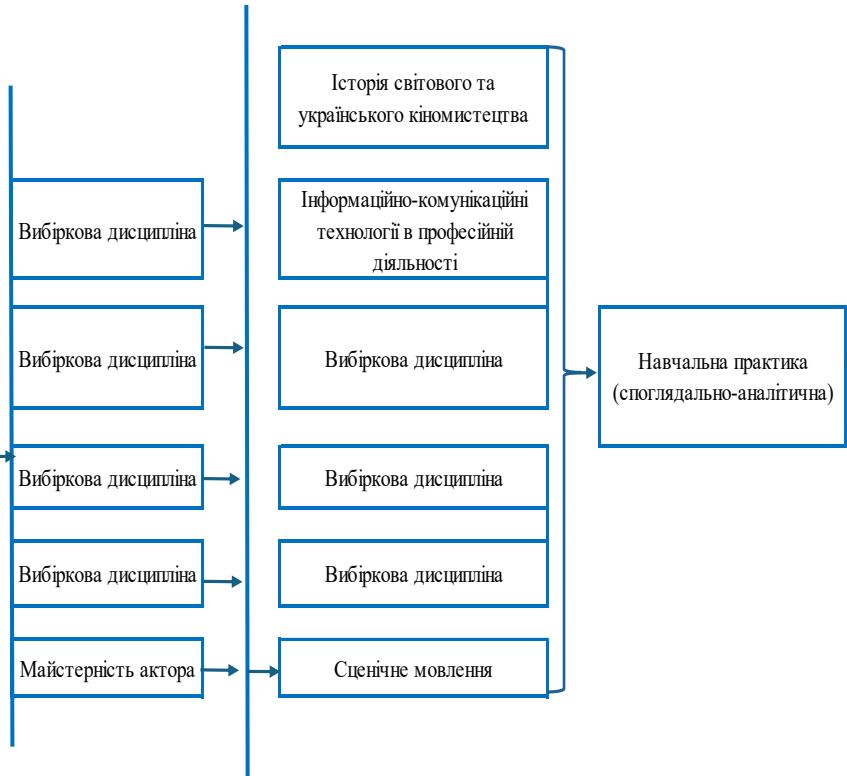 Вибіркова дисципліна
Вибіркова дисципліна
Вибіркова дисципліна
Вибіркова дисципліна
Майстерність актора
Історія світового та
українського кіномистецтва
Інформаційно-комунікаційні
технології в професійній
діяльності
Вибіркова дисципліна
Вибіркова дисципліна
Вибіркова дисципліна
Сценічне мовлення
Навчальна практика
(споглядально-аналітична)